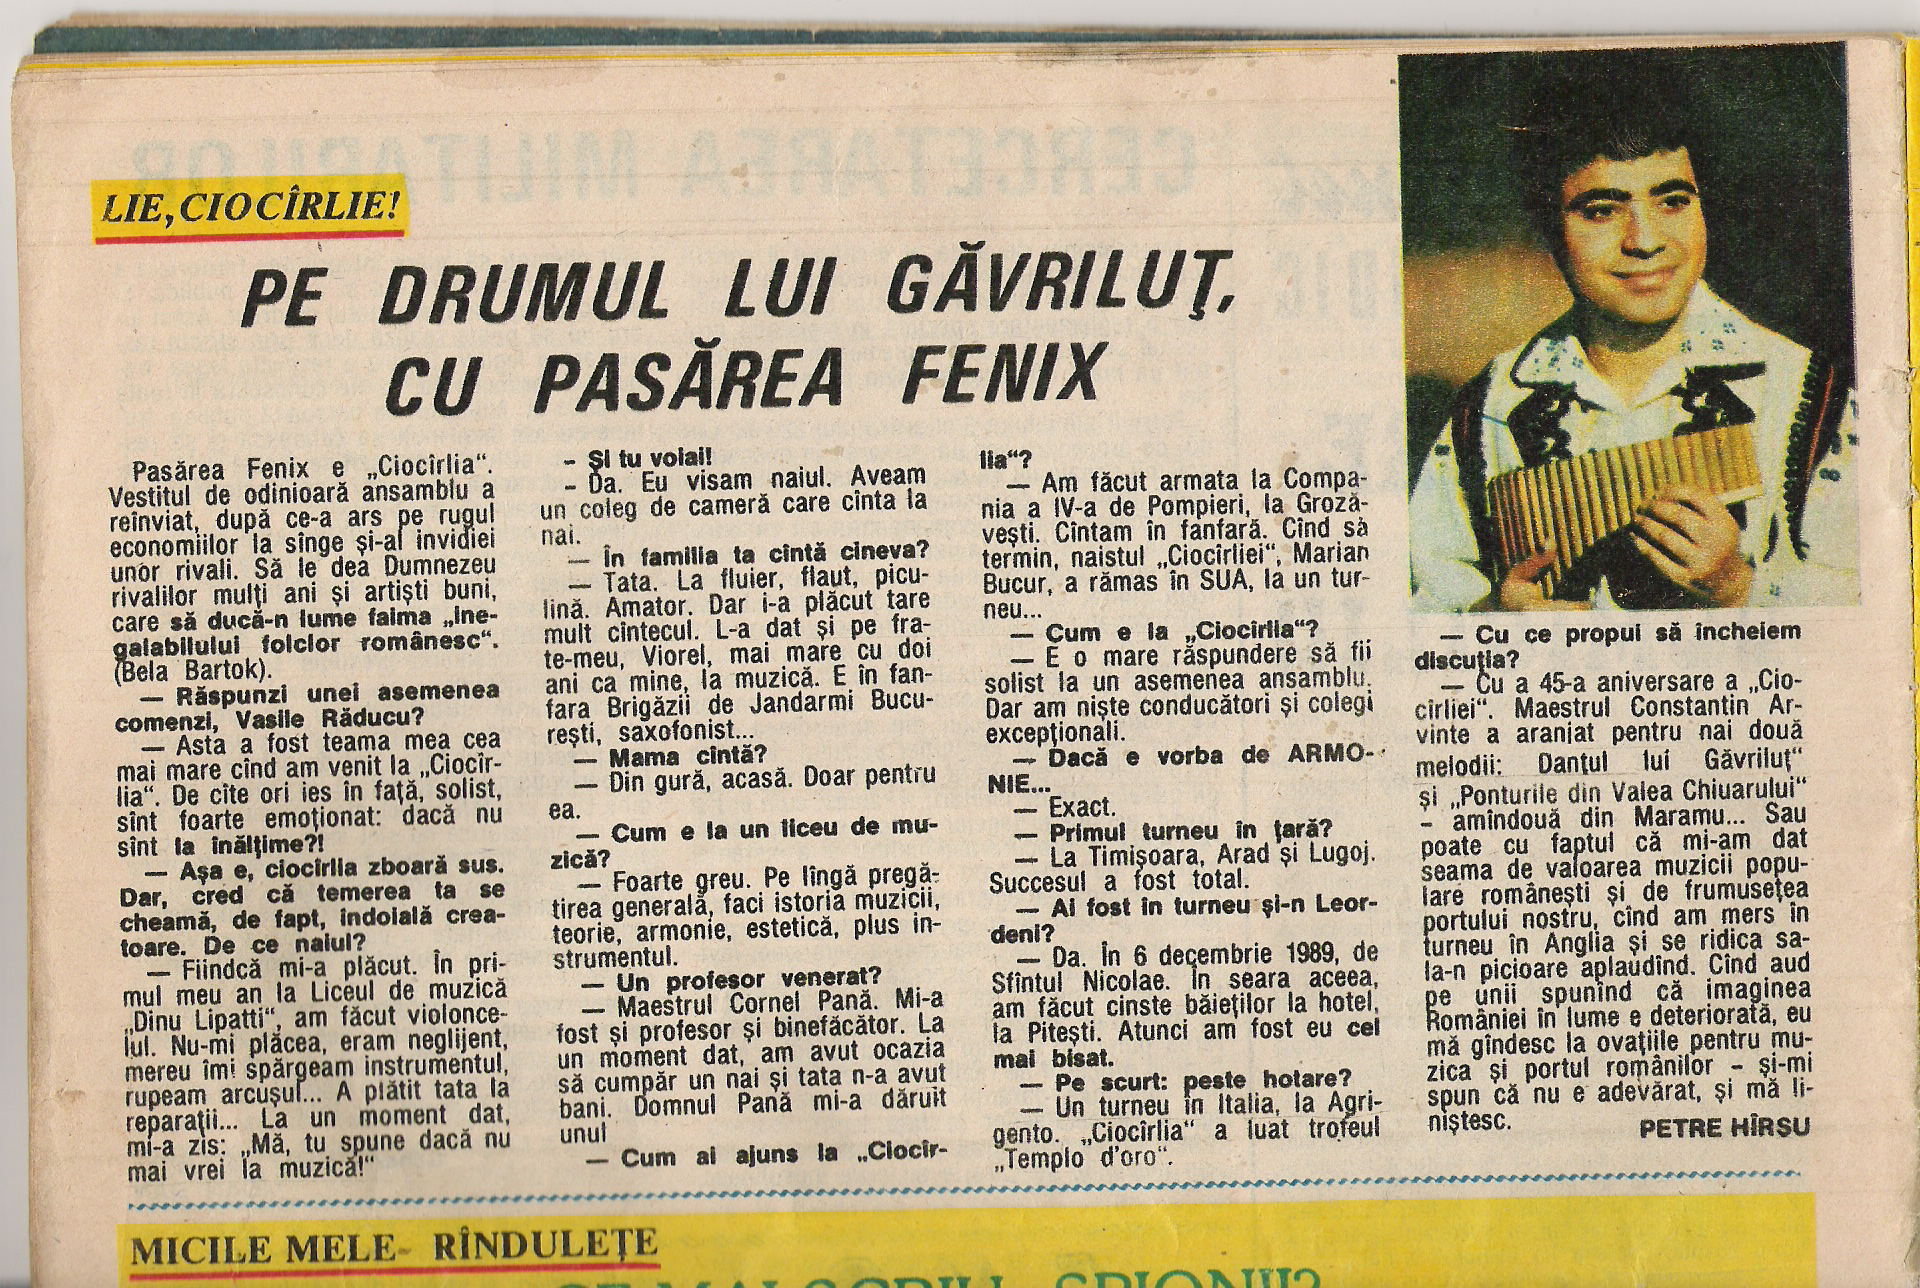 LIE, CIOCÎRLIE!
PE DRUMUL LUI GĂVRILUŢ,
CU PASĂREA FENIX
Pasărea Fenix e „Ciocîrlia“.
Vestitul de odinioară ansamblu a
reînviat, după ce-a ars pe rugul
economiilor la sînge şi-al invidiei
unor rivali. Să le dea Dumnezeu
rivalilor mulţi ani şi artişti buni,
care să ducă-n lume faima „ine-
galabilului folclor românesc“.
(Bela Bartok).
— Răspunzi unei asemenea
comenzi, Vasile Răducu?
— Asta a fost teama mea cea
mai mare cînd am venit la „Ciocîr-
lia“. De cîte ori ies în faţă, solist,
sînt foarte emoţionat: dacă nu
sînt la înălţime?!
— Aşa e, ciocîrlia zboară sus.
Dar, cred că temerea ta se
cheamă, de fapt, îndoială crea-
toare. De ce naiul?
— Fiindcă mi-a plăcut. În pri-
mul meu an la Liceul de muzică
„Dinu Lipatti“, am făcut violonce-
lul. Nu-mi plăcea, eram neglijent,
mereu îmi spărgeam instrumentul,
rupeam arcuşul... A plătit tata la
reparaţii... La un moment dat,
mi-a zis: „Mă, tu spune dacă nu
mai vrei la muzică!“
- Şi tu voiai!
- Da. Eu visam naiul. Aveam
un coleg de cameră care cînta la
nai.
— În familia ta cîntă cineva?
— Tata. La fluier, flaut, picu-
lină. Amator. Dar i-a plăcut tare
mult cîntecul. L-a dat şi pe fra-
te-meu, Viorel, mai mare cu doi
ani ca mine, la muzică. E în fan-
fara Brigăzii de Jandarmi Bucu-
reşti, saxofonist...
— Mama cîntă?
— Din gură, acasă. Doar pentru
ea.
— Cum e la un liceu de mu-
zică?
— Foarte greu. Pe lîngă pregă-
tirea generală, faci istoria muzicii,
teorie, armonie, estetică, plus in-
strumentul.
— Un profesor venerat?
— Maestrul Cornel Pană. Mi-a
fost şi profesor şi binefăcător. La
un moment dat, am avut ocazia
să cumpăr un nai şi tata n-a avut
bani. Domnul Pană mi-a dăruit
unul
— Cum ai ajuns la „Ciocîr-
lia“?
— Am făcut armata la Compa-
nia a IV-a de Pompieri, la Groză-
veşti. Cîntam în fanfară. Cînd să
termin, naistul „Ciocîrliei“, Marian
Bucur, a rămas în SUA, la un tur-
neu...
— Cum e la „Ciocîrlia“?
— E o mare răspundere să fii
solist la un asemenea ansamblu.
Dar am nişte conducători şi colegi
excepţionali.
— Dacă e vorba de ARMO-
NIE...
— Exact.
— Primul turneu în ţară?
— La Timişoara, Arad şi Lugoj.
Succesul a fost total.
— Ai fost în turneu şi-n Leor-
deni?
— Da. În 6 decembrie 1989, de
Sfîntul Nicolae. În seara aceea,
am făcut cinste băieţilor la hotel,
la Piteşti. Atunci am fost eu cel
mai bisat.
— Pe scurt: peste hotare?
— Un turneu în Italia, la Agri-
gento. „Ciocîrlia“ a luat trofeul
„Templo d'oro“.
— Cu ce propui să încheiem
discuţia?
— Cu a 45-a aniversare a „Cio-
cîrliei“. Maestrul Constantin Ar-
vinte a aranjat pentru nai două
melodii: Danţul lui Găvriluţ“
şi „Ponturile din Valea Chiuarului“
- amîndouă din Maramu... Sau
poate cu faptul că mi-am dat
seama de valoarea muzicii popu-
lare româneşti şi de frumuseţea
portului nostru, cînd am mers în
turneu în Anglia şi se ridica sa-
la-n picioare aplaudînd. Cînd aud
pe unii spunînd că imaginea
României în lume e deteriorată, eu
mă gîndesc la ovaţiile pentru mu-
zica şi portul românilor - şi-mi
spun că nu e adevărat, şi mă li-
niştesc.
PETRE HÎRŞU
MICILE MELE RÎNDULEŢE